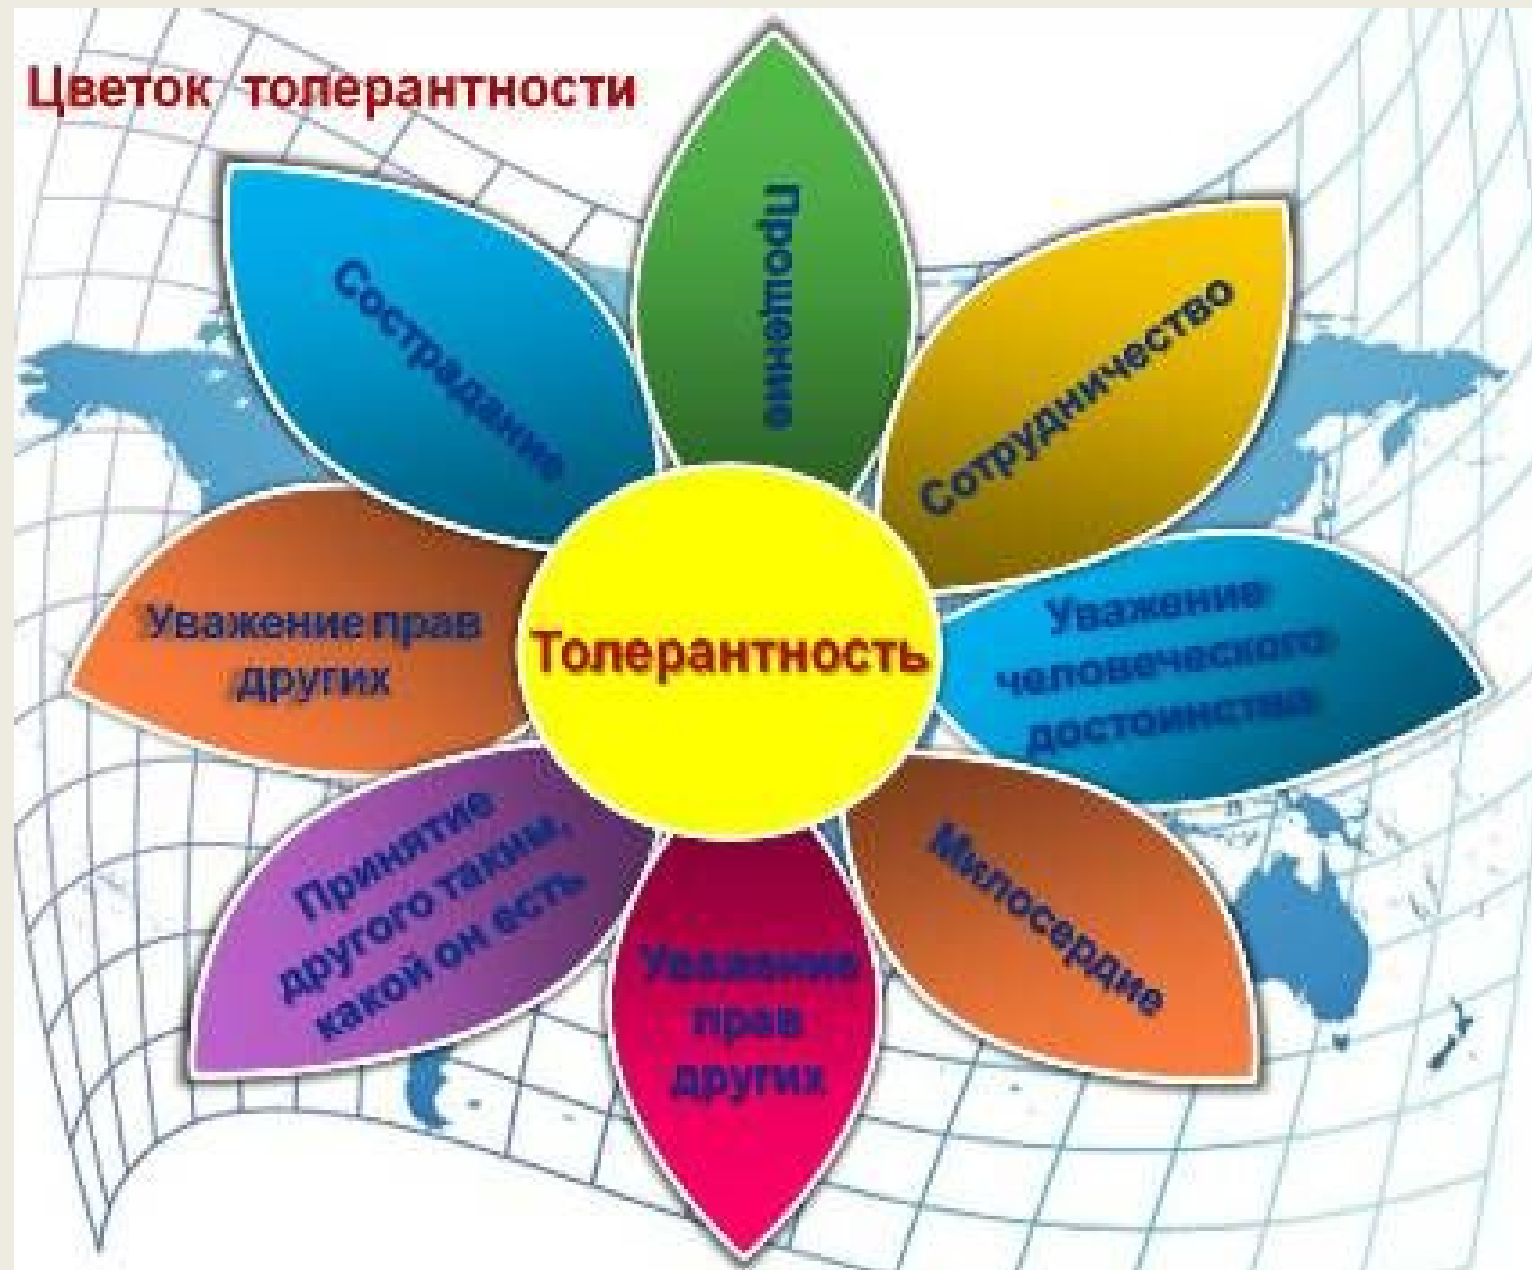 Цветок толерантности
Прощение
Сострадание
Сотрудничество
Уважение прав
других
Толерантность
Уважение
человеческого
достоинства
Принятие
другого таким,
какой он есть
Милосердие
Уважение
прав
других